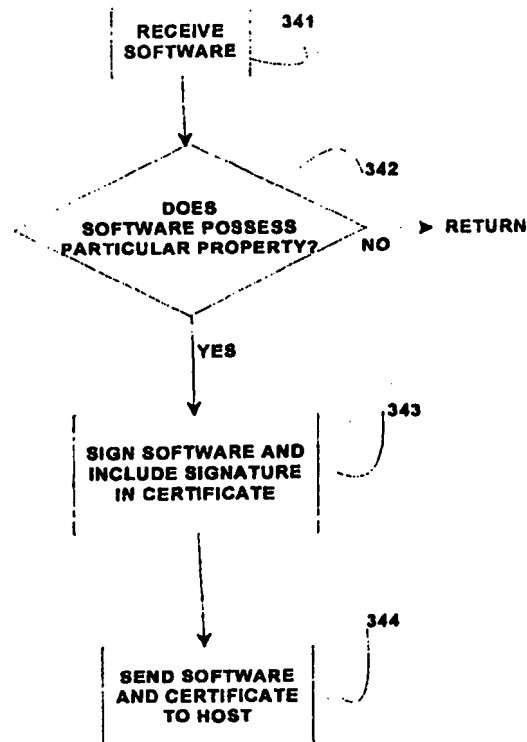 RECEIVE
SOFTWARE
341
342
DOES
SOFTWARE POSSESS
PARTICULAR PROPERTY?
NO
RETURN
YES
343
SIGN SOFTWARE AND
INCLUDE SIGNATURE
IN CERTIFICATE
344
SEND SOFTWARE
AND CERTIFICATE
TO HOST